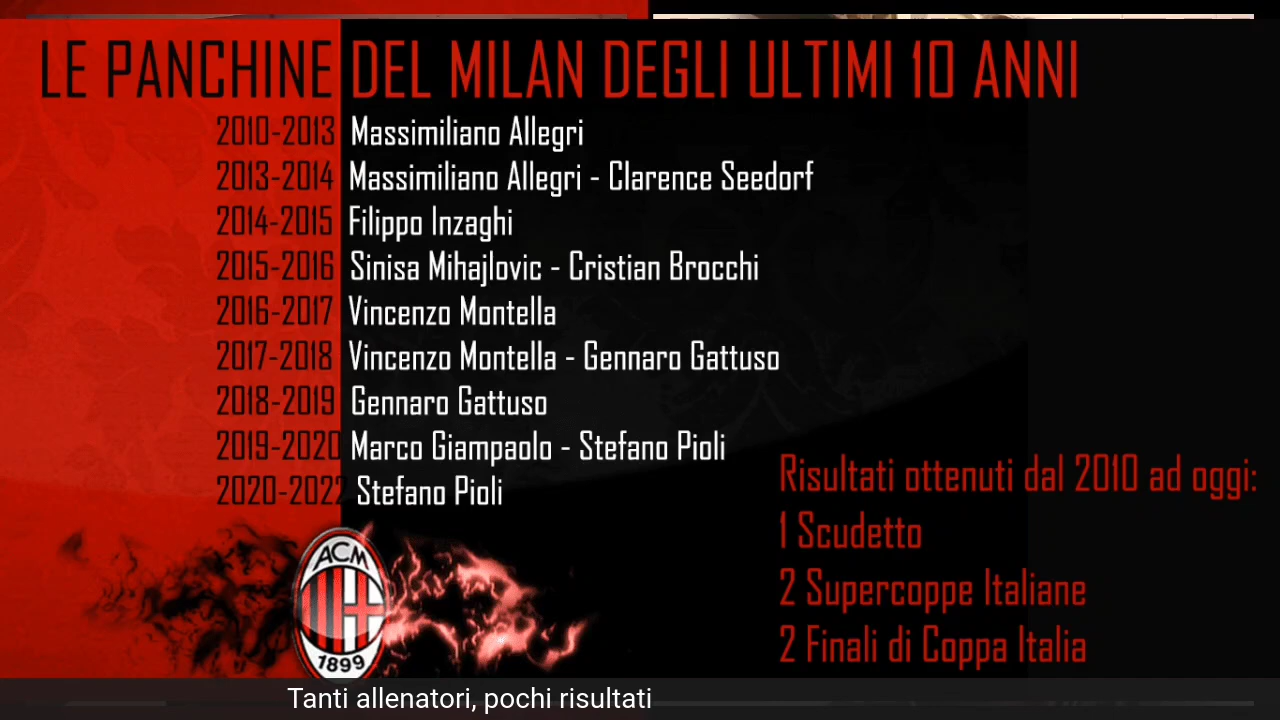 LE PANCHINE DEL MILAN DEGLI ULTIMI 10 ANNI
2010-2013 Massimiliano Allegri
2013-2014 Massimiliano Allegri - Clarence Seedorf
2014-2015 Filippo Inzaghi
2015-2016 Sinisa Mihajlovic - Cristian Brocchi
2016-2017 Vincenzo Montella
2017-2018 Vincenzo Montella - Gennaro Gattuso
2018-2019 Gennaro Gattuso
2019-2020 Marco Giampaolo - Stefano Pioli
2020-2022 Stefano Pioli
Risultati ottenuti dal 2010 ad oggi:
1 Scudetto
2 Supercoppe Italiane
2 Finali di Coppa Italia
ACM
1899
Tanti allenatori, pochi risultati